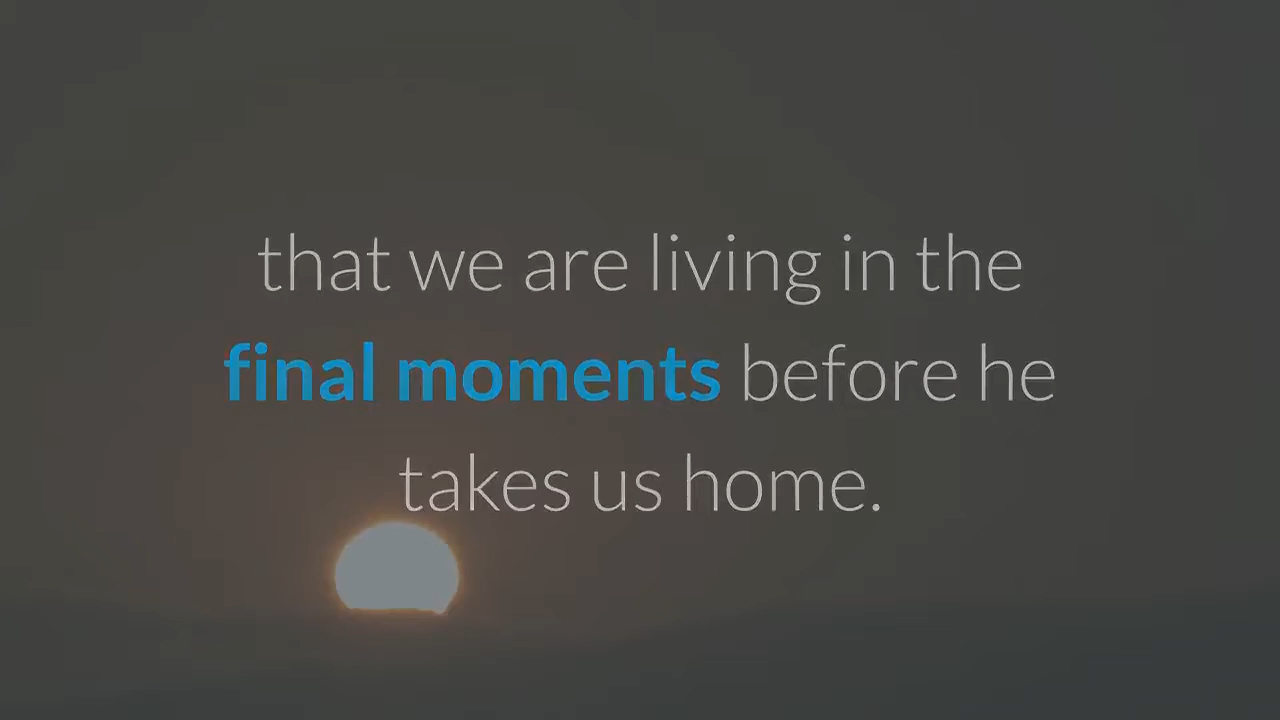 that we are living in the
final moments before he
takes us home.